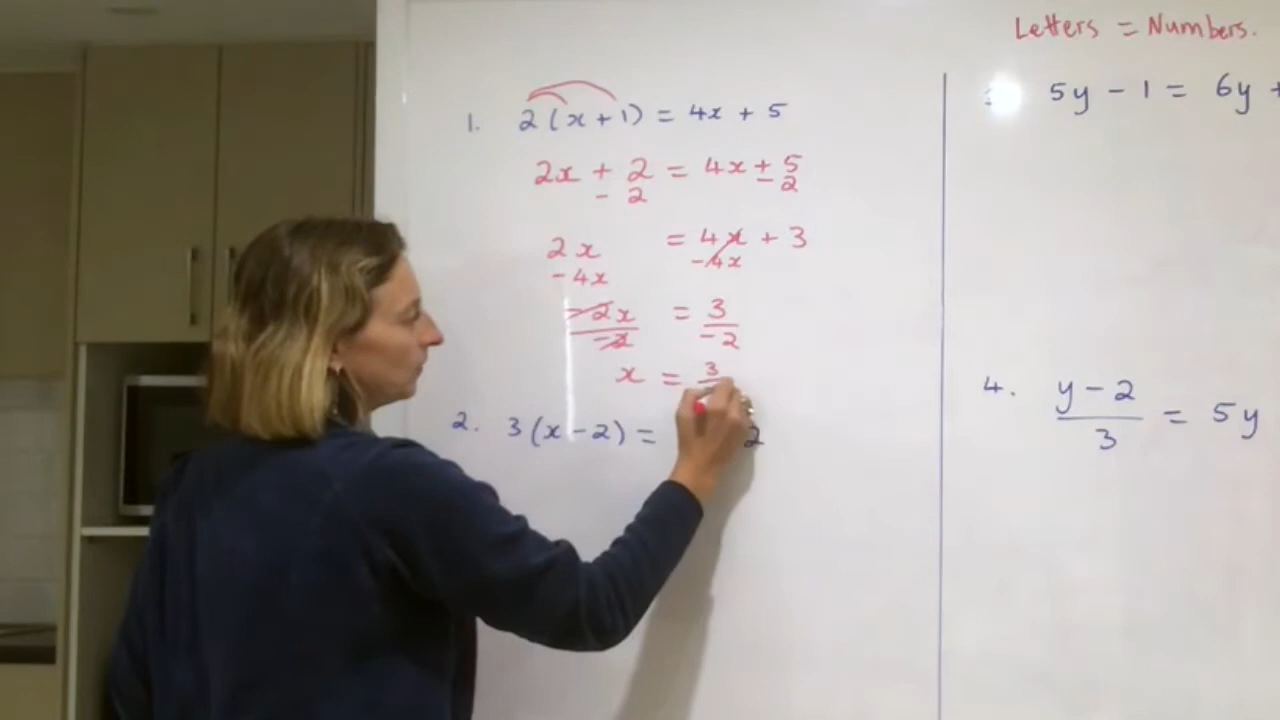 Letters = Numbers.
1. 2(x+1) = 4x + 5
2x + 2 = 4x + 5
- 2 - 2
2x = 4x + 3
-4x -4x
-2x = 3
-2 -2
x = 3
2. 3(x-2) = 2
5y - 1 = 6y +
4. y-2 = 5y
3